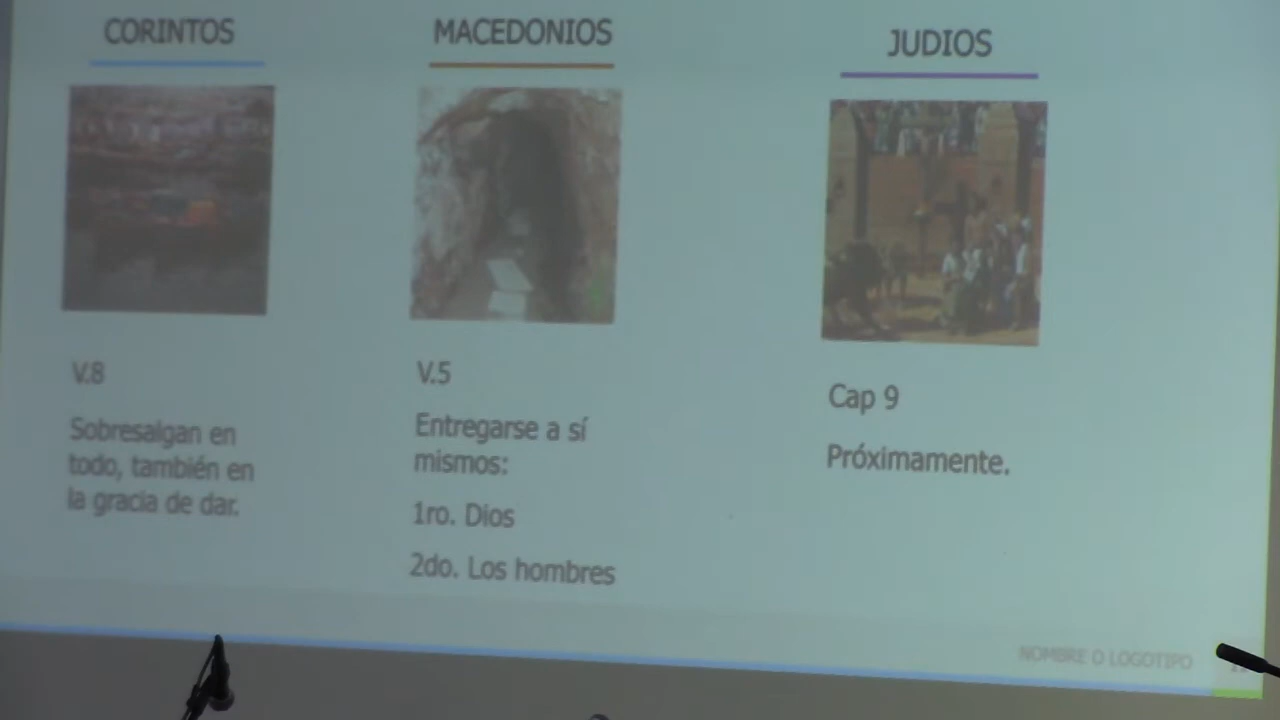 CORINTOS
V.8
Sobresalgan en
todo, también en
la gracia de dar.
MACEDONIOS
V.5
Entregarse a sí
mismos:
1ro. Dios
2do. Los hombres
JUDIOS
Cap 9
Próximamente.
NOMBRE O LOGOTIPO